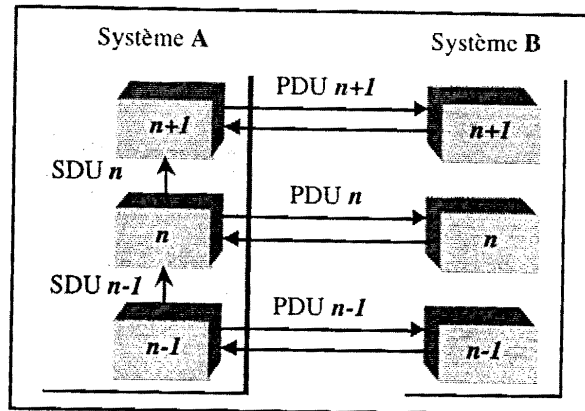 Système A
Système B
PDU n+1
n+1
n+1
SDU n
PDU n
n
n
SDU n-1
PDU n-1
n-1
n-1